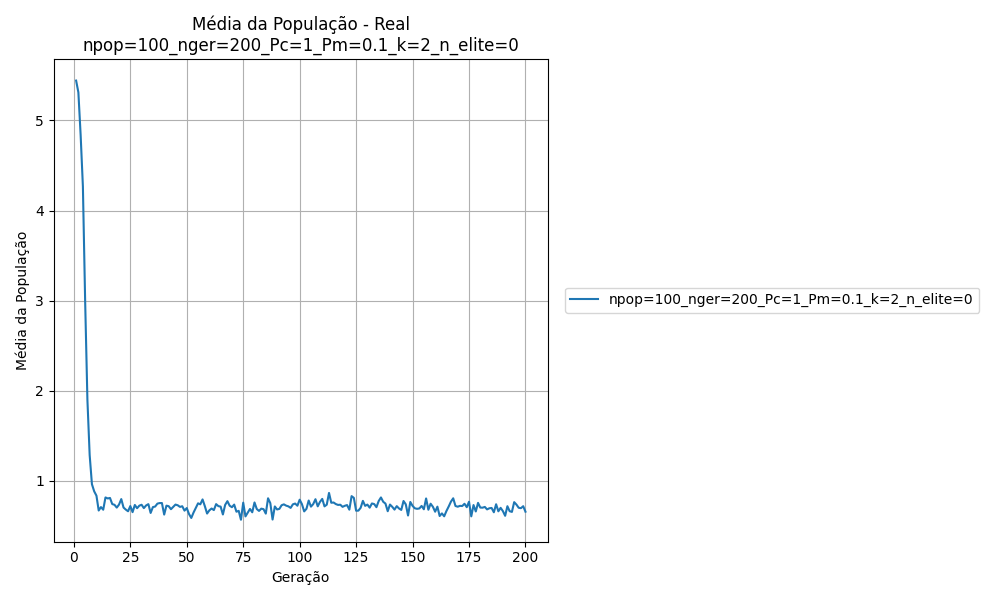 Média da População - Real
npop=100_nger=200_Pc=1_Pm=0.1_k=2_n_elite=0
Média da População
5
4
3
2
1
0
25
50
75
100
125
150
175
200
Geração
npop=100_nger=200_Pc=1_Pm=0.1_k=2_n_elite=0